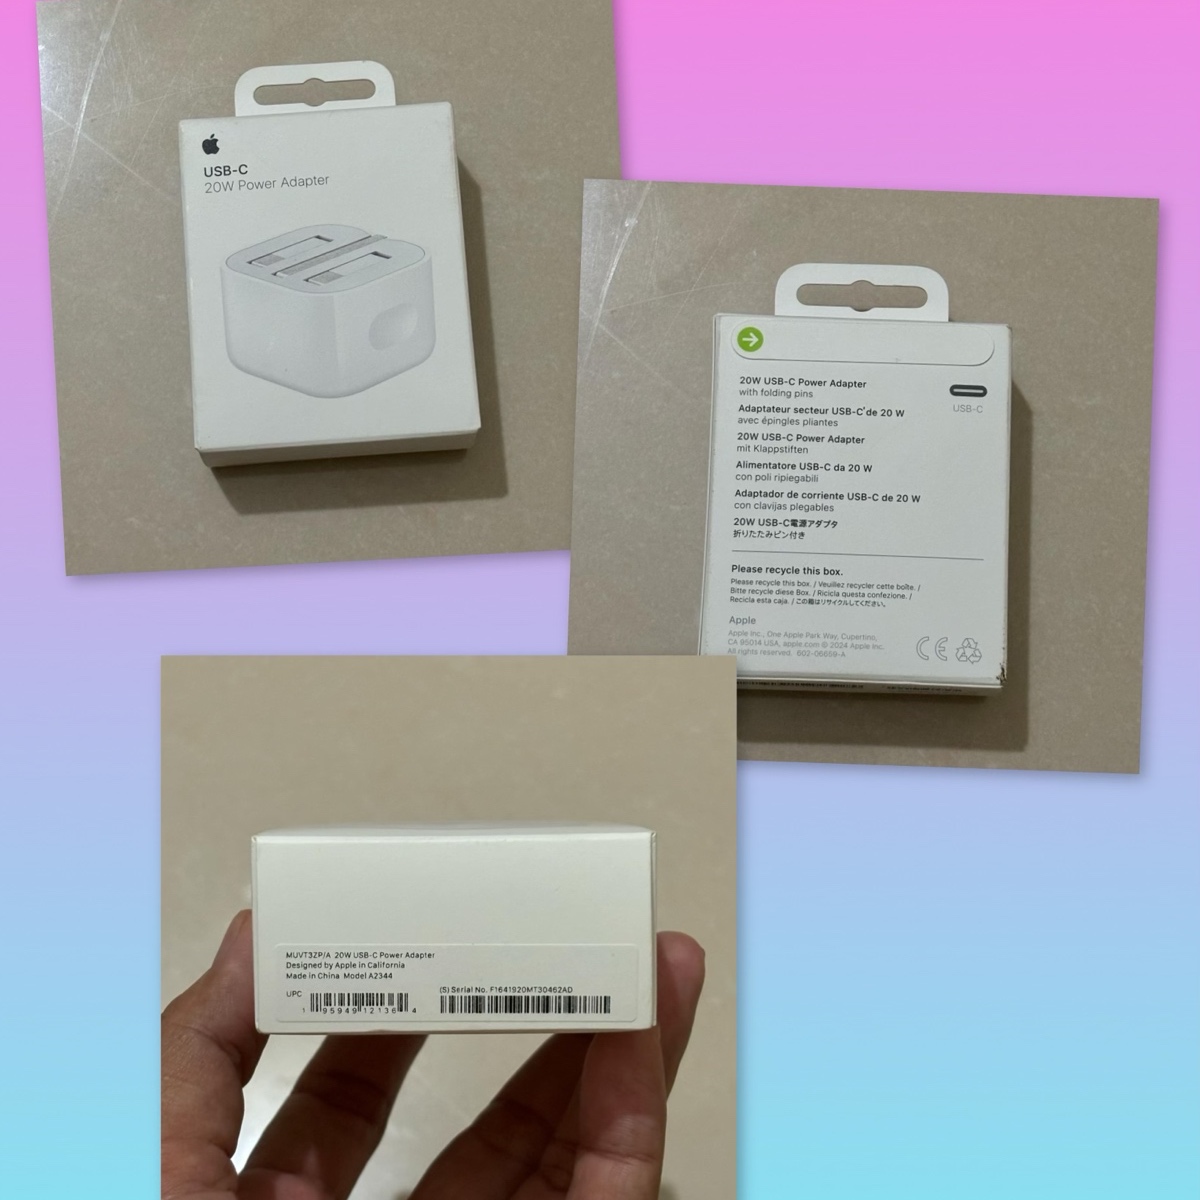 USB-C
20W Power Adapter
20W USB-C Power Adapter
with folding pins
USB-C
Adaptateur secteur USB-C de 20 W
avec épingles pliantes
20W USB-C Power Adapter
mit Klappstiften
Alimentatore USB-C da 20 W
con poli ripiegabili
Adaptador de corriente USB-C de 20 W
con clavijas plegables
20W USB-C電源アダプタ
折りたたみピン付き
Please recycle this box.
Please recycle this box. / Veuillez recycler cette boîte. /
Bitte recycle diese Box. / Ricicla questa confezione. /
Recicla esta caja. / この箱はリサイクルしてください。
Apple
Apple Inc., One Apple Park Way, Cupertino,
CA 95014 USA, apple.com © 2024 Apple Inc.
All rights reserved. 602-06659-A
CE
MUVT3ZP/A 20W USB-C Power Adapter
Designed by Apple in California
Made in China Model A2344
UPC
1 95949 12136 4
(S) Serial No. F1641920MT30462AD